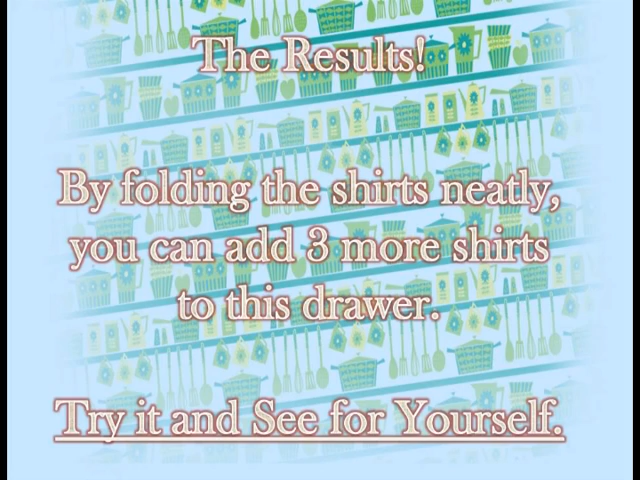 The Results!
By folding the shirts neatly,
you can add 3 more shirts
to this drawer.
Try it and See for Yourself.